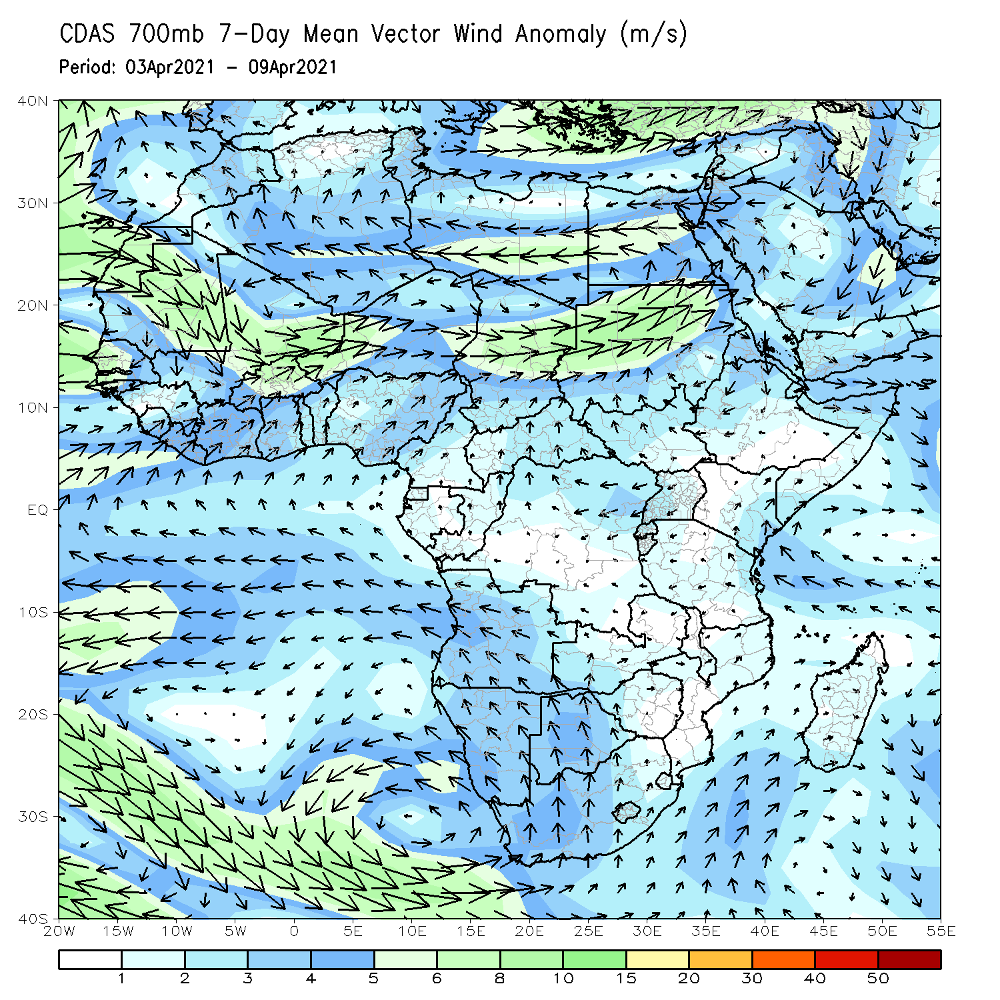 CDAS 700mb 7-Day Mean Vector Wind Anomaly (m/s)
Period: 03Apr2021 - 09Apr2021
40N
30N
20N
10N
EQ
10S
20S
30S
40S
20W 15W 10W 5W 0 5E 10E 15E 20E 25E 30E 35E 40E 45E 50E 55E
1 2 3 4 5 6 8 10 15 20 30 40 50